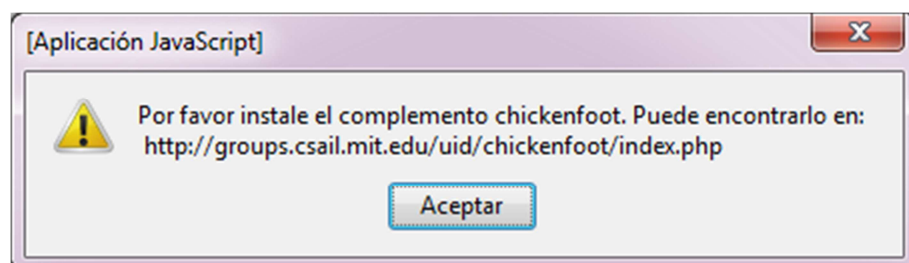 [Aplicación JavaScript]
Por favor instale el complemento chickenfoot. Puede encontrarlo en:
http://groups.csail.mit.edu/uid/chickenfoot/index.php
Aceptar